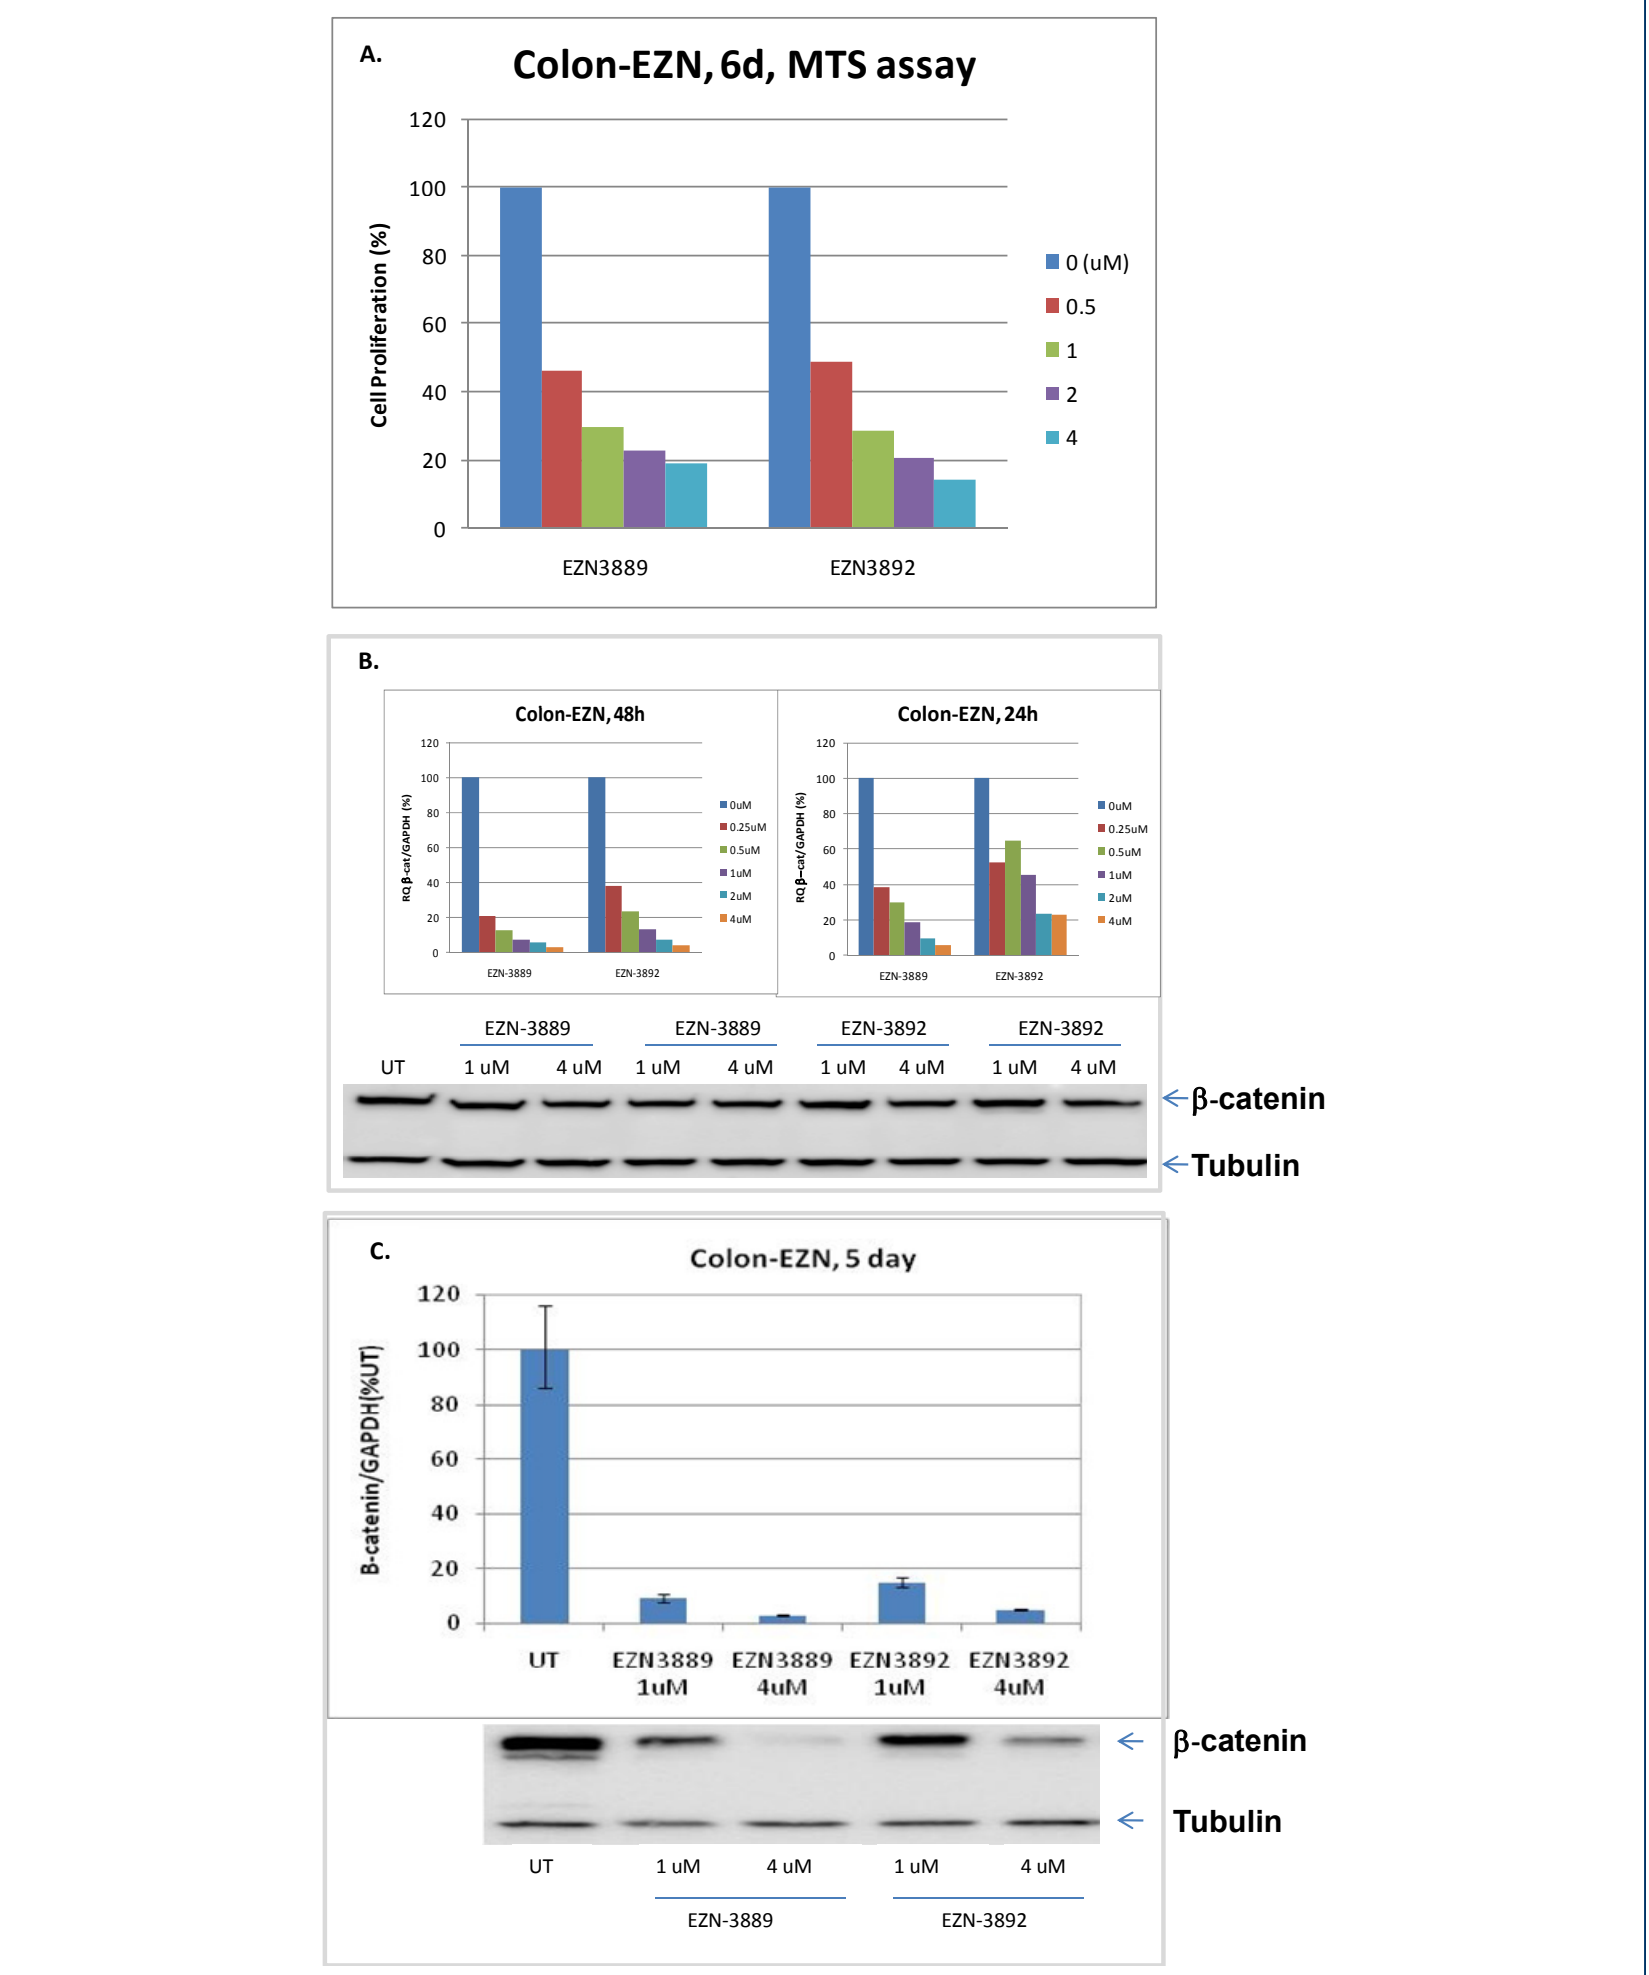 A.
Colon-EZN, 6d, MTS assay
120
100
80
60
40
20
0
Cell Proliferation (%)
EZN3889
EZN3892
0 (uM)
0.5
1
2
4
B.
Colon-EZN, 48h
120
100
80
60
40
20
0
RQ β-cat/GAPDH (%)
EZN-3889
EZN-3892
0uM
0.25uM
0.5uM
1uM
2uM
4uM
Colon-EZN, 24h
120
100
80
60
40
20
0
RQ β–cat/GAPDH (%)
EZN-3889
EZN-3892
0uM
0.25uM
0.5uM
1uM
2uM
4uM
EZN-3889 EZN-3889 EZN-3892 EZN-3892
UT 1 uM 4 uM 1 uM 4 uM 1 uM 4 uM 1 uM 4 uM
β-catenin
Tubulin
C.
Colon-EZN, 5 day
120
100
80
60
40
20
0
B-catenin/GAPDH(%UT)
UT EZN3889 EZN3889 EZN3892 EZN3892
1uM 4uM 1uM 4uM
β-catenin
Tubulin
UT 1 uM 4 uM 1 uM 4 uM
EZN-3889 EZN-3892